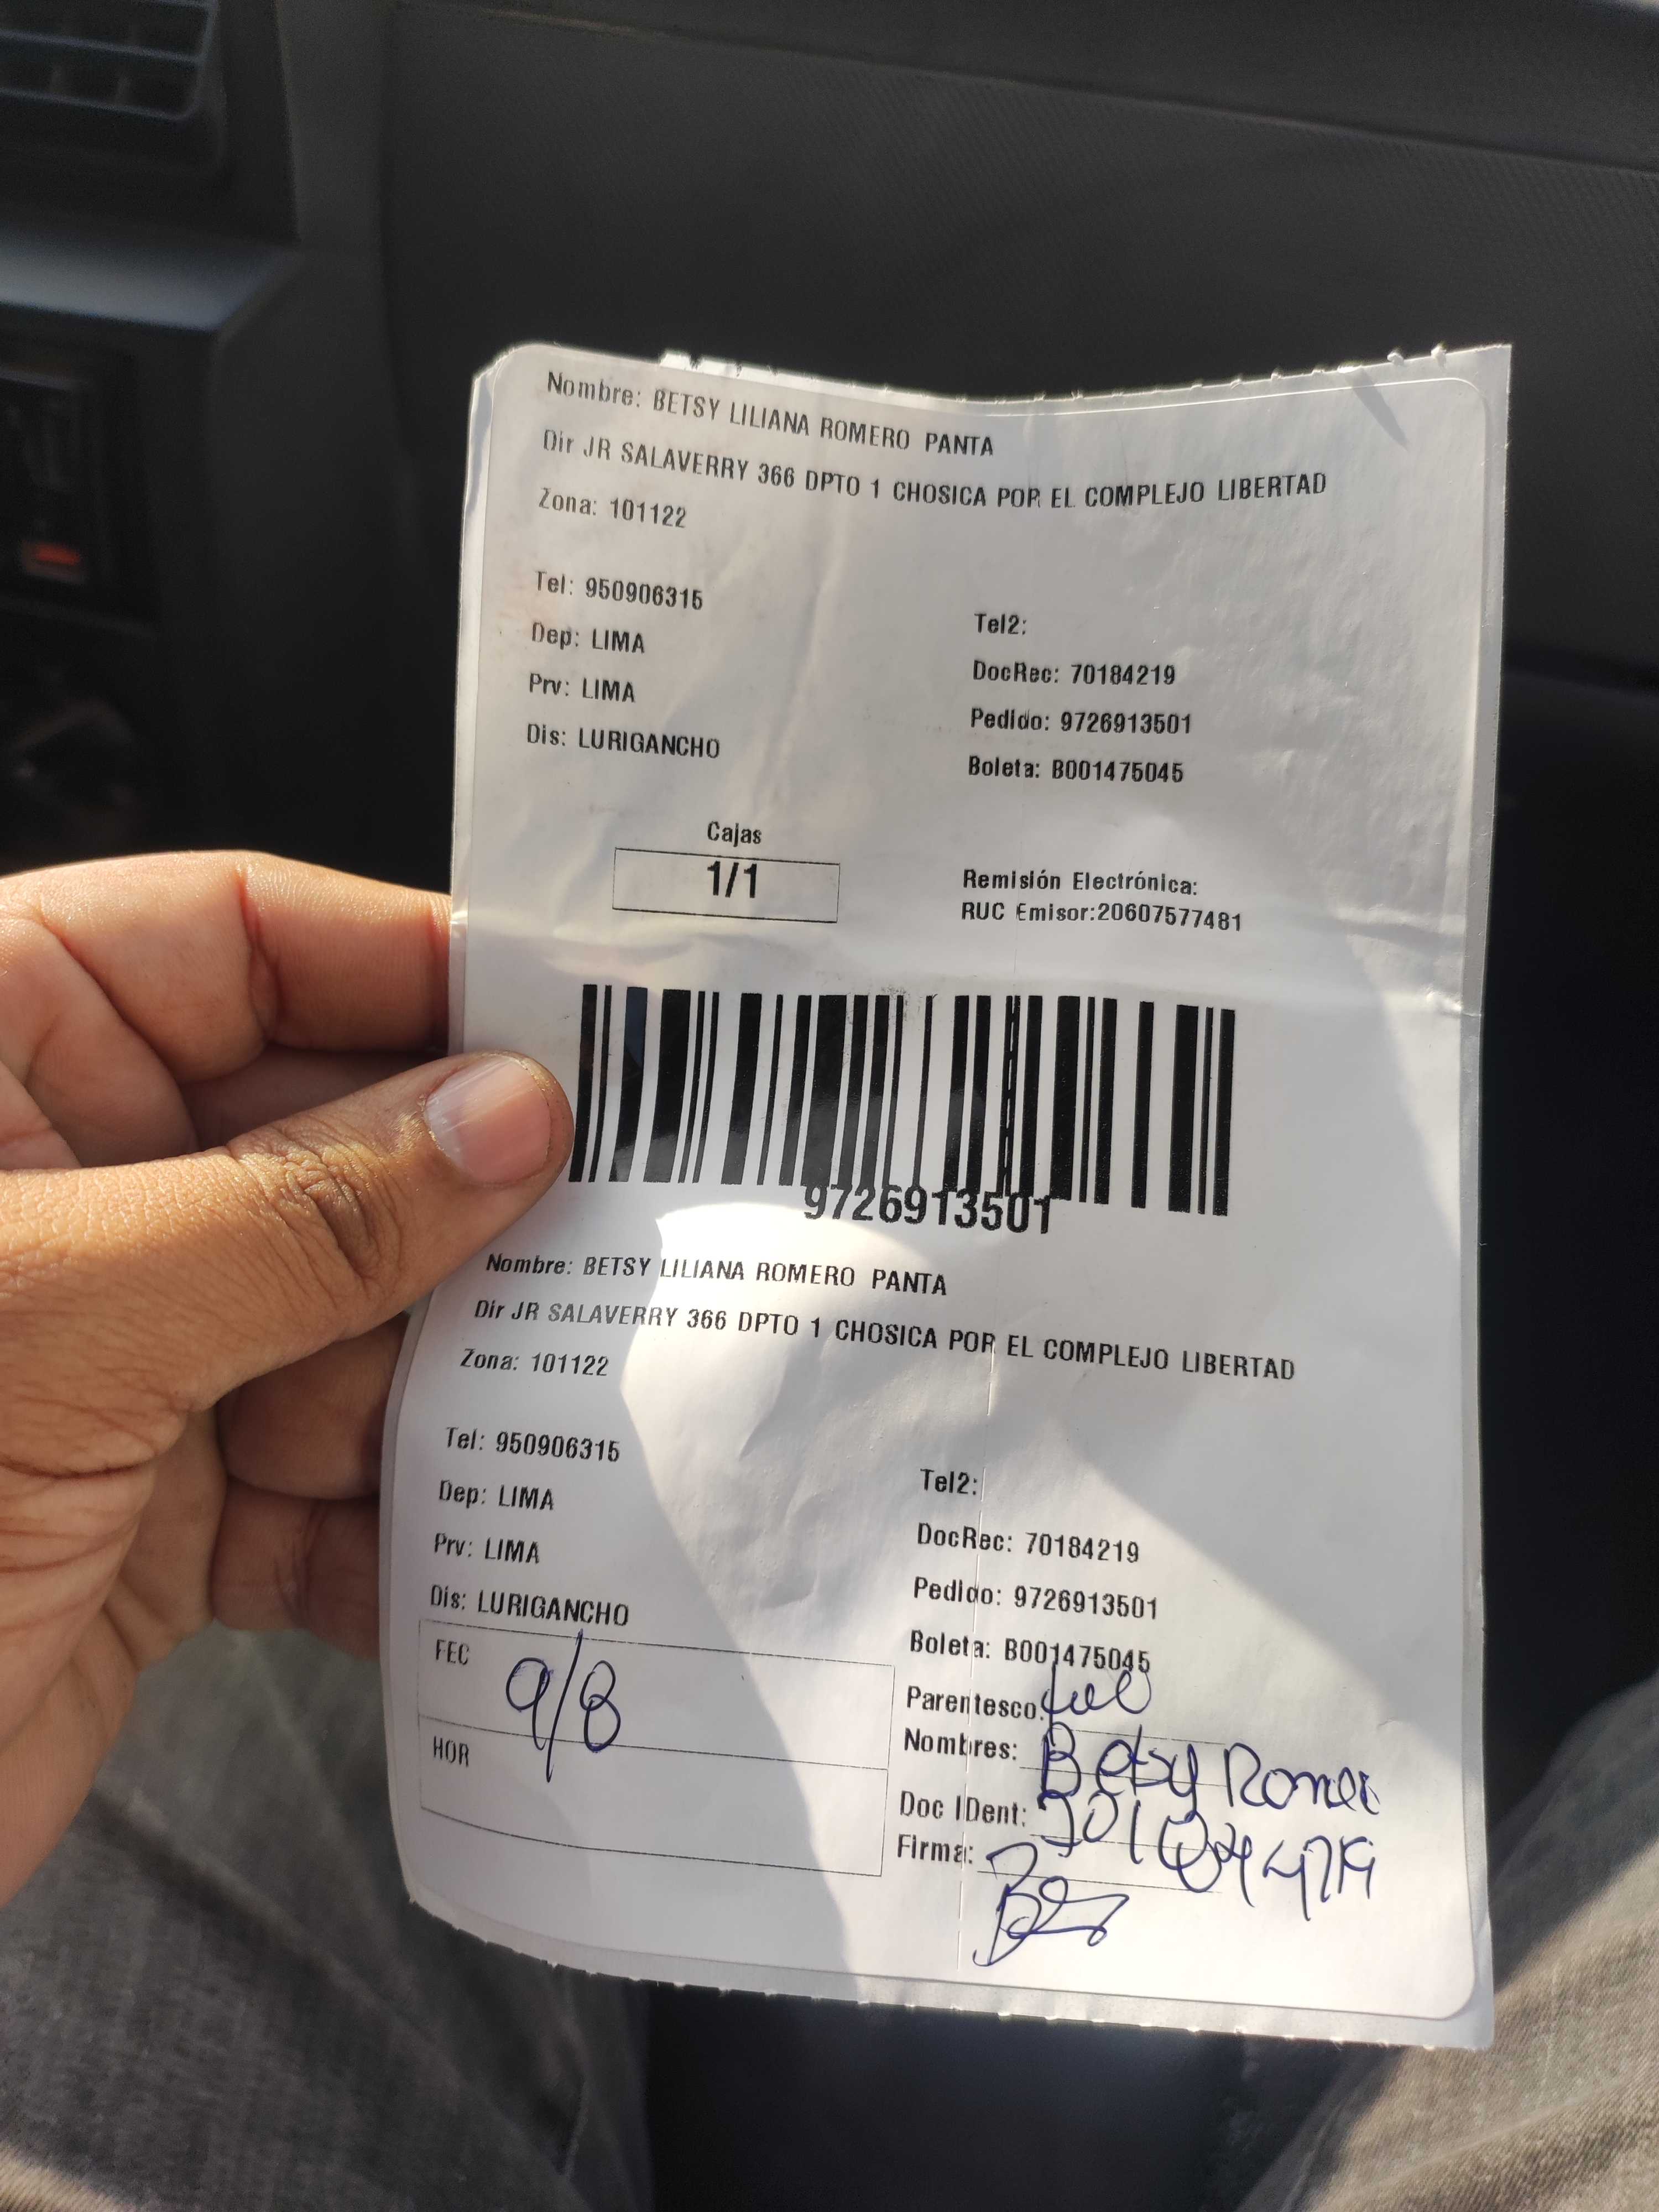 Nombre: BETSY LILIANA ROMERO PANTA
Dir JR SALAVERRY 366 DPTO 1 CHOSICA POR EL COMPLEJO LIBERTAD
Zona: 101122
Tel: 950906315
Tel2:
Dep: LIMA
DocRec: 70184219
Prv: LIMA
Pedido: 9726913501
Dis: LURIGANCHO
Boleta: B001475045
Cajas
1/1
Remisión Electrónica:
RUC Emisor:20607577481
9726913501
Nombre: BETSY LILIANA ROMERO PANTA
Dir JR SALAVERRY 366 DPTO 1 CHOSICA POR EL COMPLEJO LIBERTAD
Zona: 101122
Tel: 950906315
Tel2:
Dep: LIMA
DocRec: 70184219
Prv: LIMA
Pedido: 9726913501
Dis: LURIGANCHO
Boleta: B001475045
FEC 9/8
Parentesco:
HOR
Nombres: Betsy Romero
Doc IDent:
Firma: